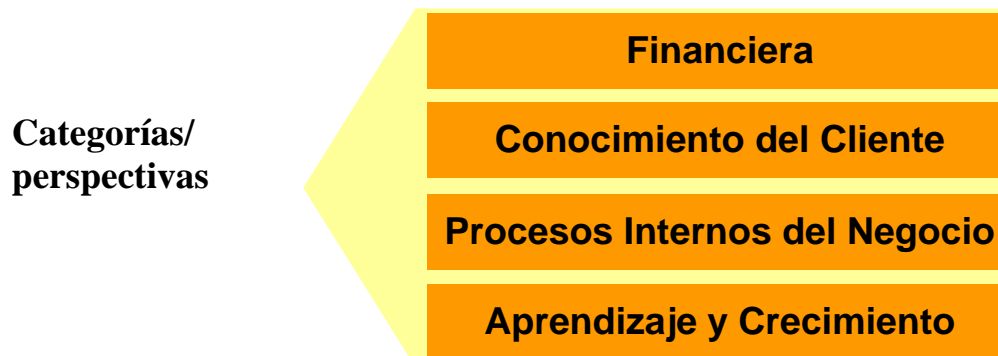 Categorías/
perspectivas
Financiera
Conocimiento del Cliente
Procesos Internos del Negocio
Aprendizaje y Crecimiento